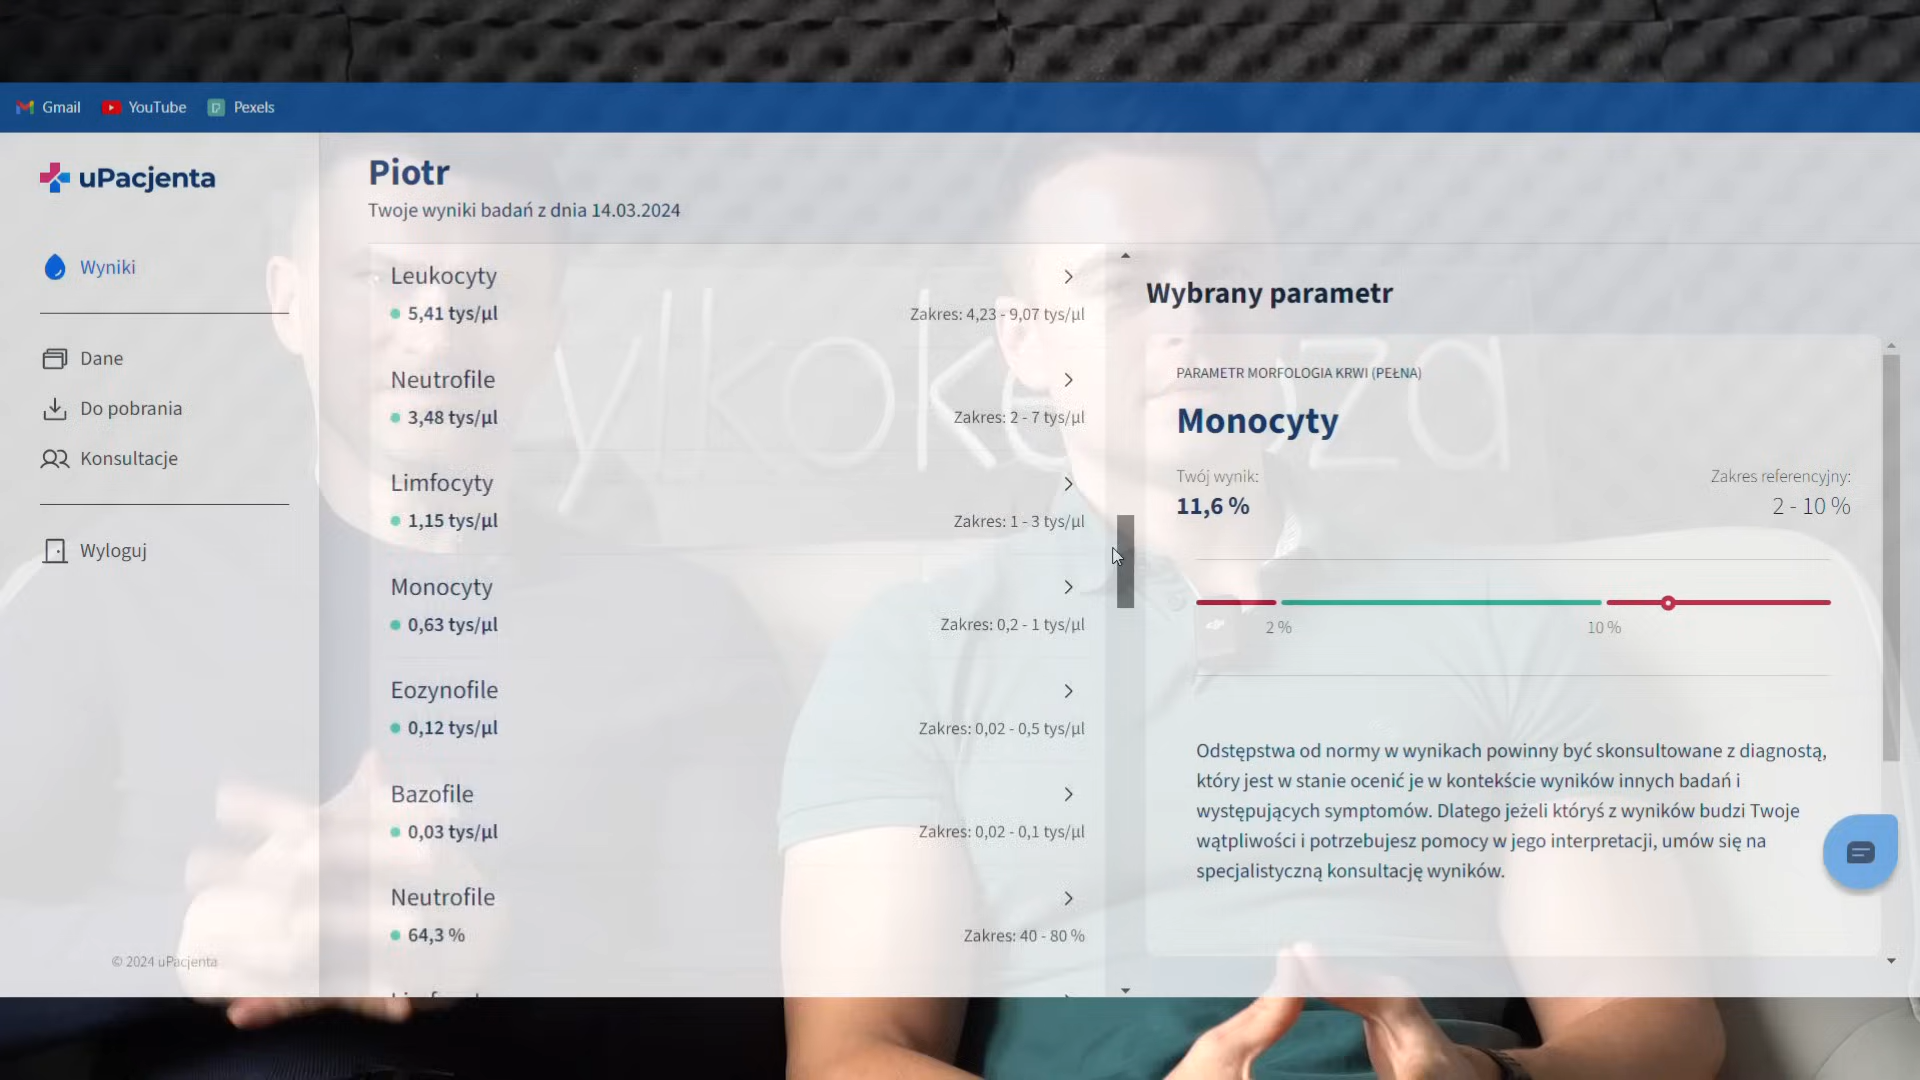 Gmail
YouTube
Pexels
uPacjenta
Wyniki
Dane
Do pobrania
Konsultacje
Wyloguj
© 2024 uPacjenta
Piotr
Twoje wyniki badań z dnia 14.03.2024
Leukocyty
5,41 tys/µl
Zakres: 4,23 - 9,07 tys/µl
Neutrofile
3,48 tys/µl
Zakres: 2 - 7 tys/µl
Limfocyty
1,15 tys/µl
Zakres: 1 - 3 tys/µl
Monocyty
0,63 tys/µl
Zakres: 0,2 - 1 tys/µl
Eozynofile
0,12 tys/µl
Zakres: 0,02 - 0,5 tys/µl
Bazofile
0,03 tys/µl
Zakres: 0,02 - 0,1 tys/µl
Neutrofile
64,3 %
Zakres: 40 - 80 %
Wybrany parametr
PARAMETR MORFOLOGIA KRWI (PEŁNA)
Monocyty
Twój wynik:
11,6 %
Zakres referencyjny:
2 - 10 %
2 %
10 %
Odstępstwa od normy w wynikach powinny być skonsultowane z diagnostą,
który jest w stanie ocenić je w kontekście wyników innych badań i
występujących symptomów. Dlatego jeżeli któryś z wyników budzi Twoje
wątpliwości i potrzebujesz pomocy w jego interpretacji, umów się na
specjalistyczną konsultację wyników.